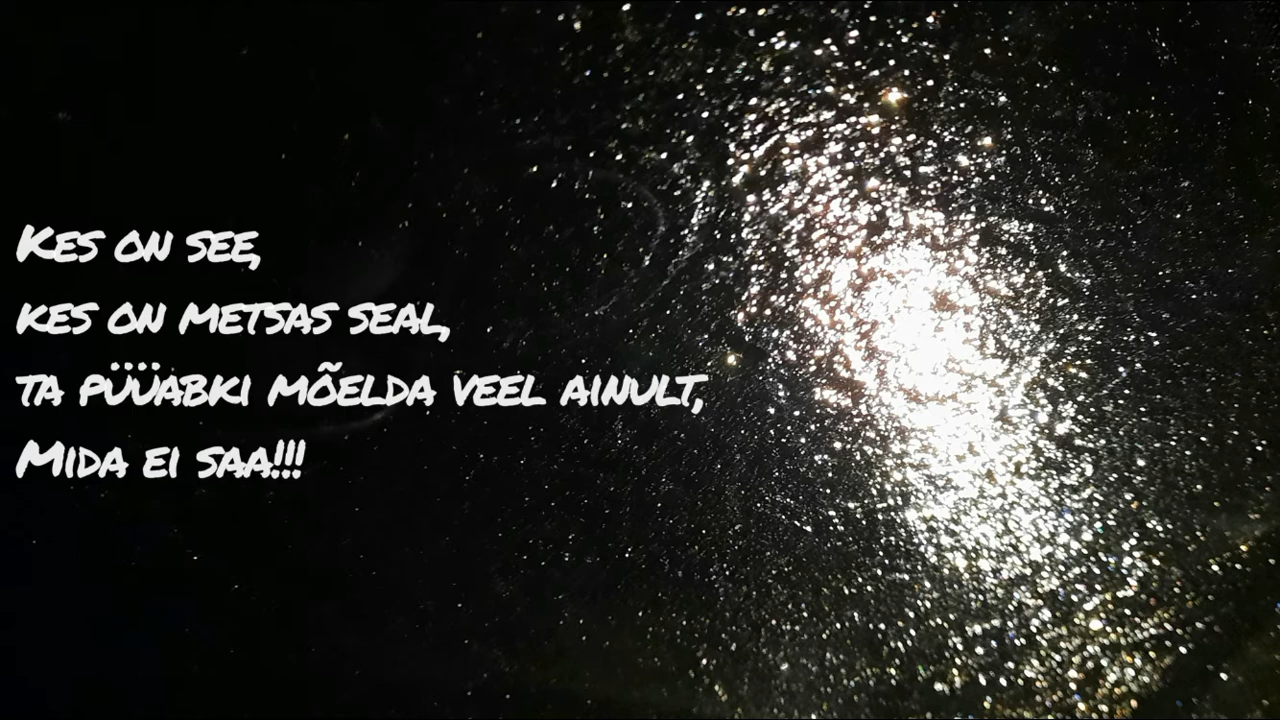 Kes on see,
kes on metsas seal,
ta püüabki mõelda veel ainult,
Mida ei saa!!!